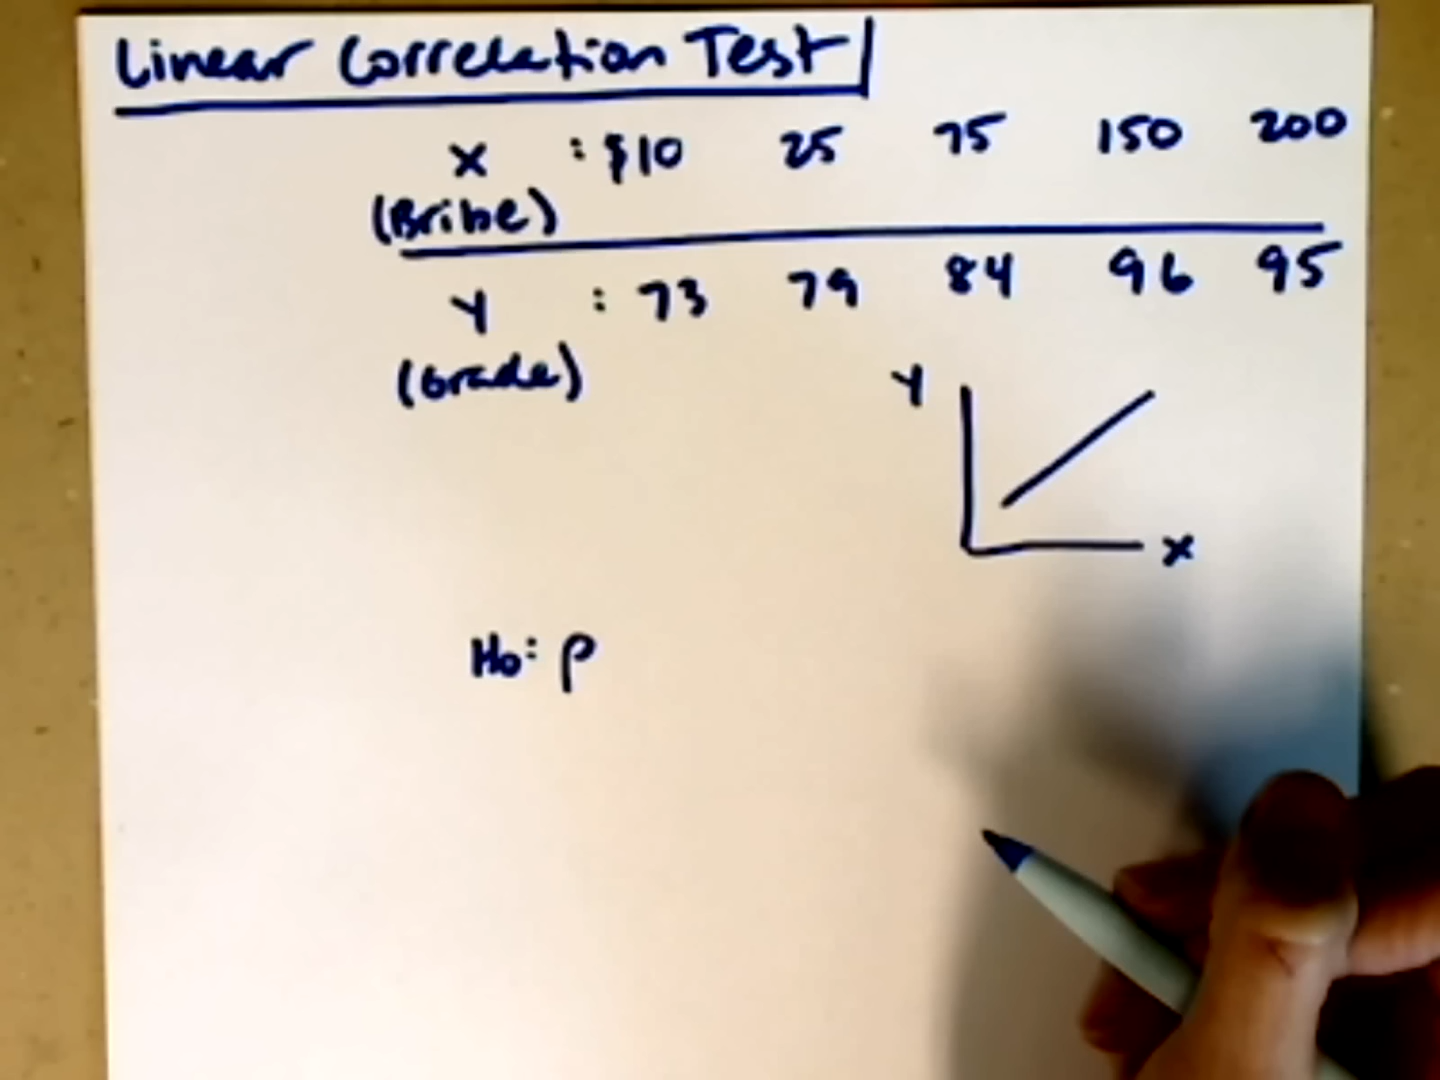 Linear Correlation Test
X : $10 25 75 150 200
(Bribe)
Y : 73 79 84 96 95
(Grade)
Y
X
Ho: ρ